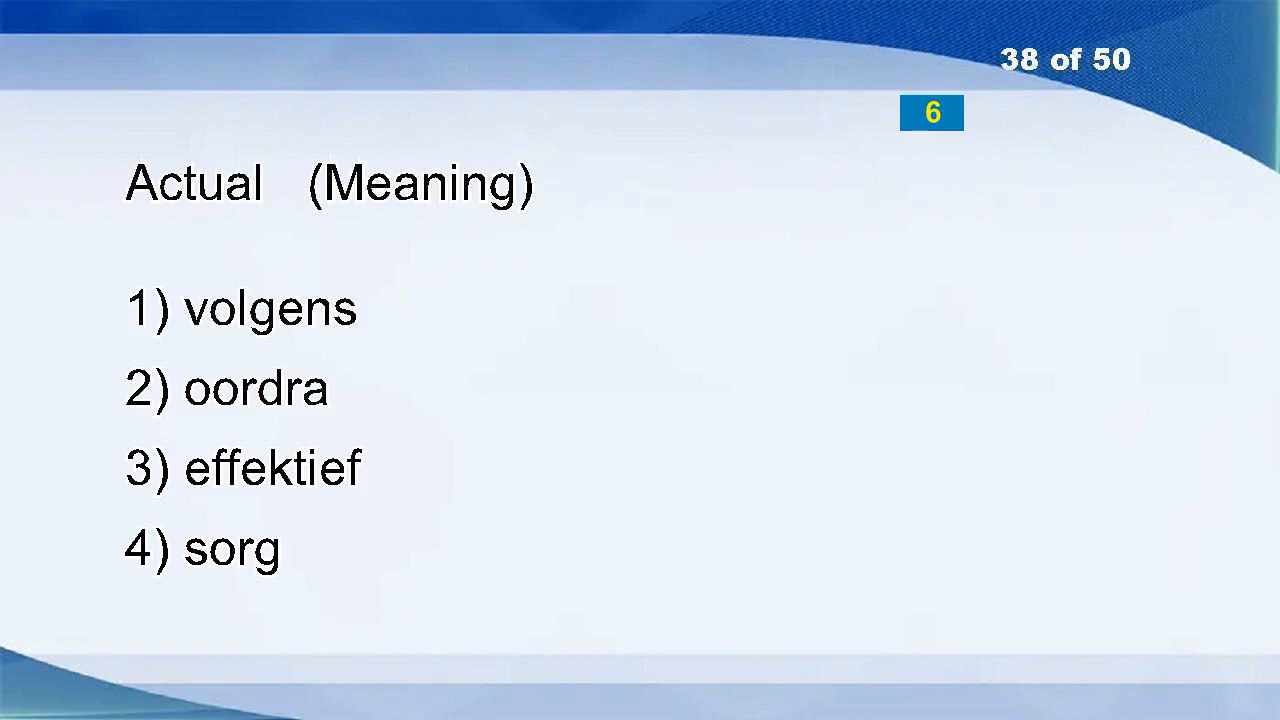 38 of 50
6
Actual (Meaning)
1) volgens
2) oordra
3) effektief
4) sorg